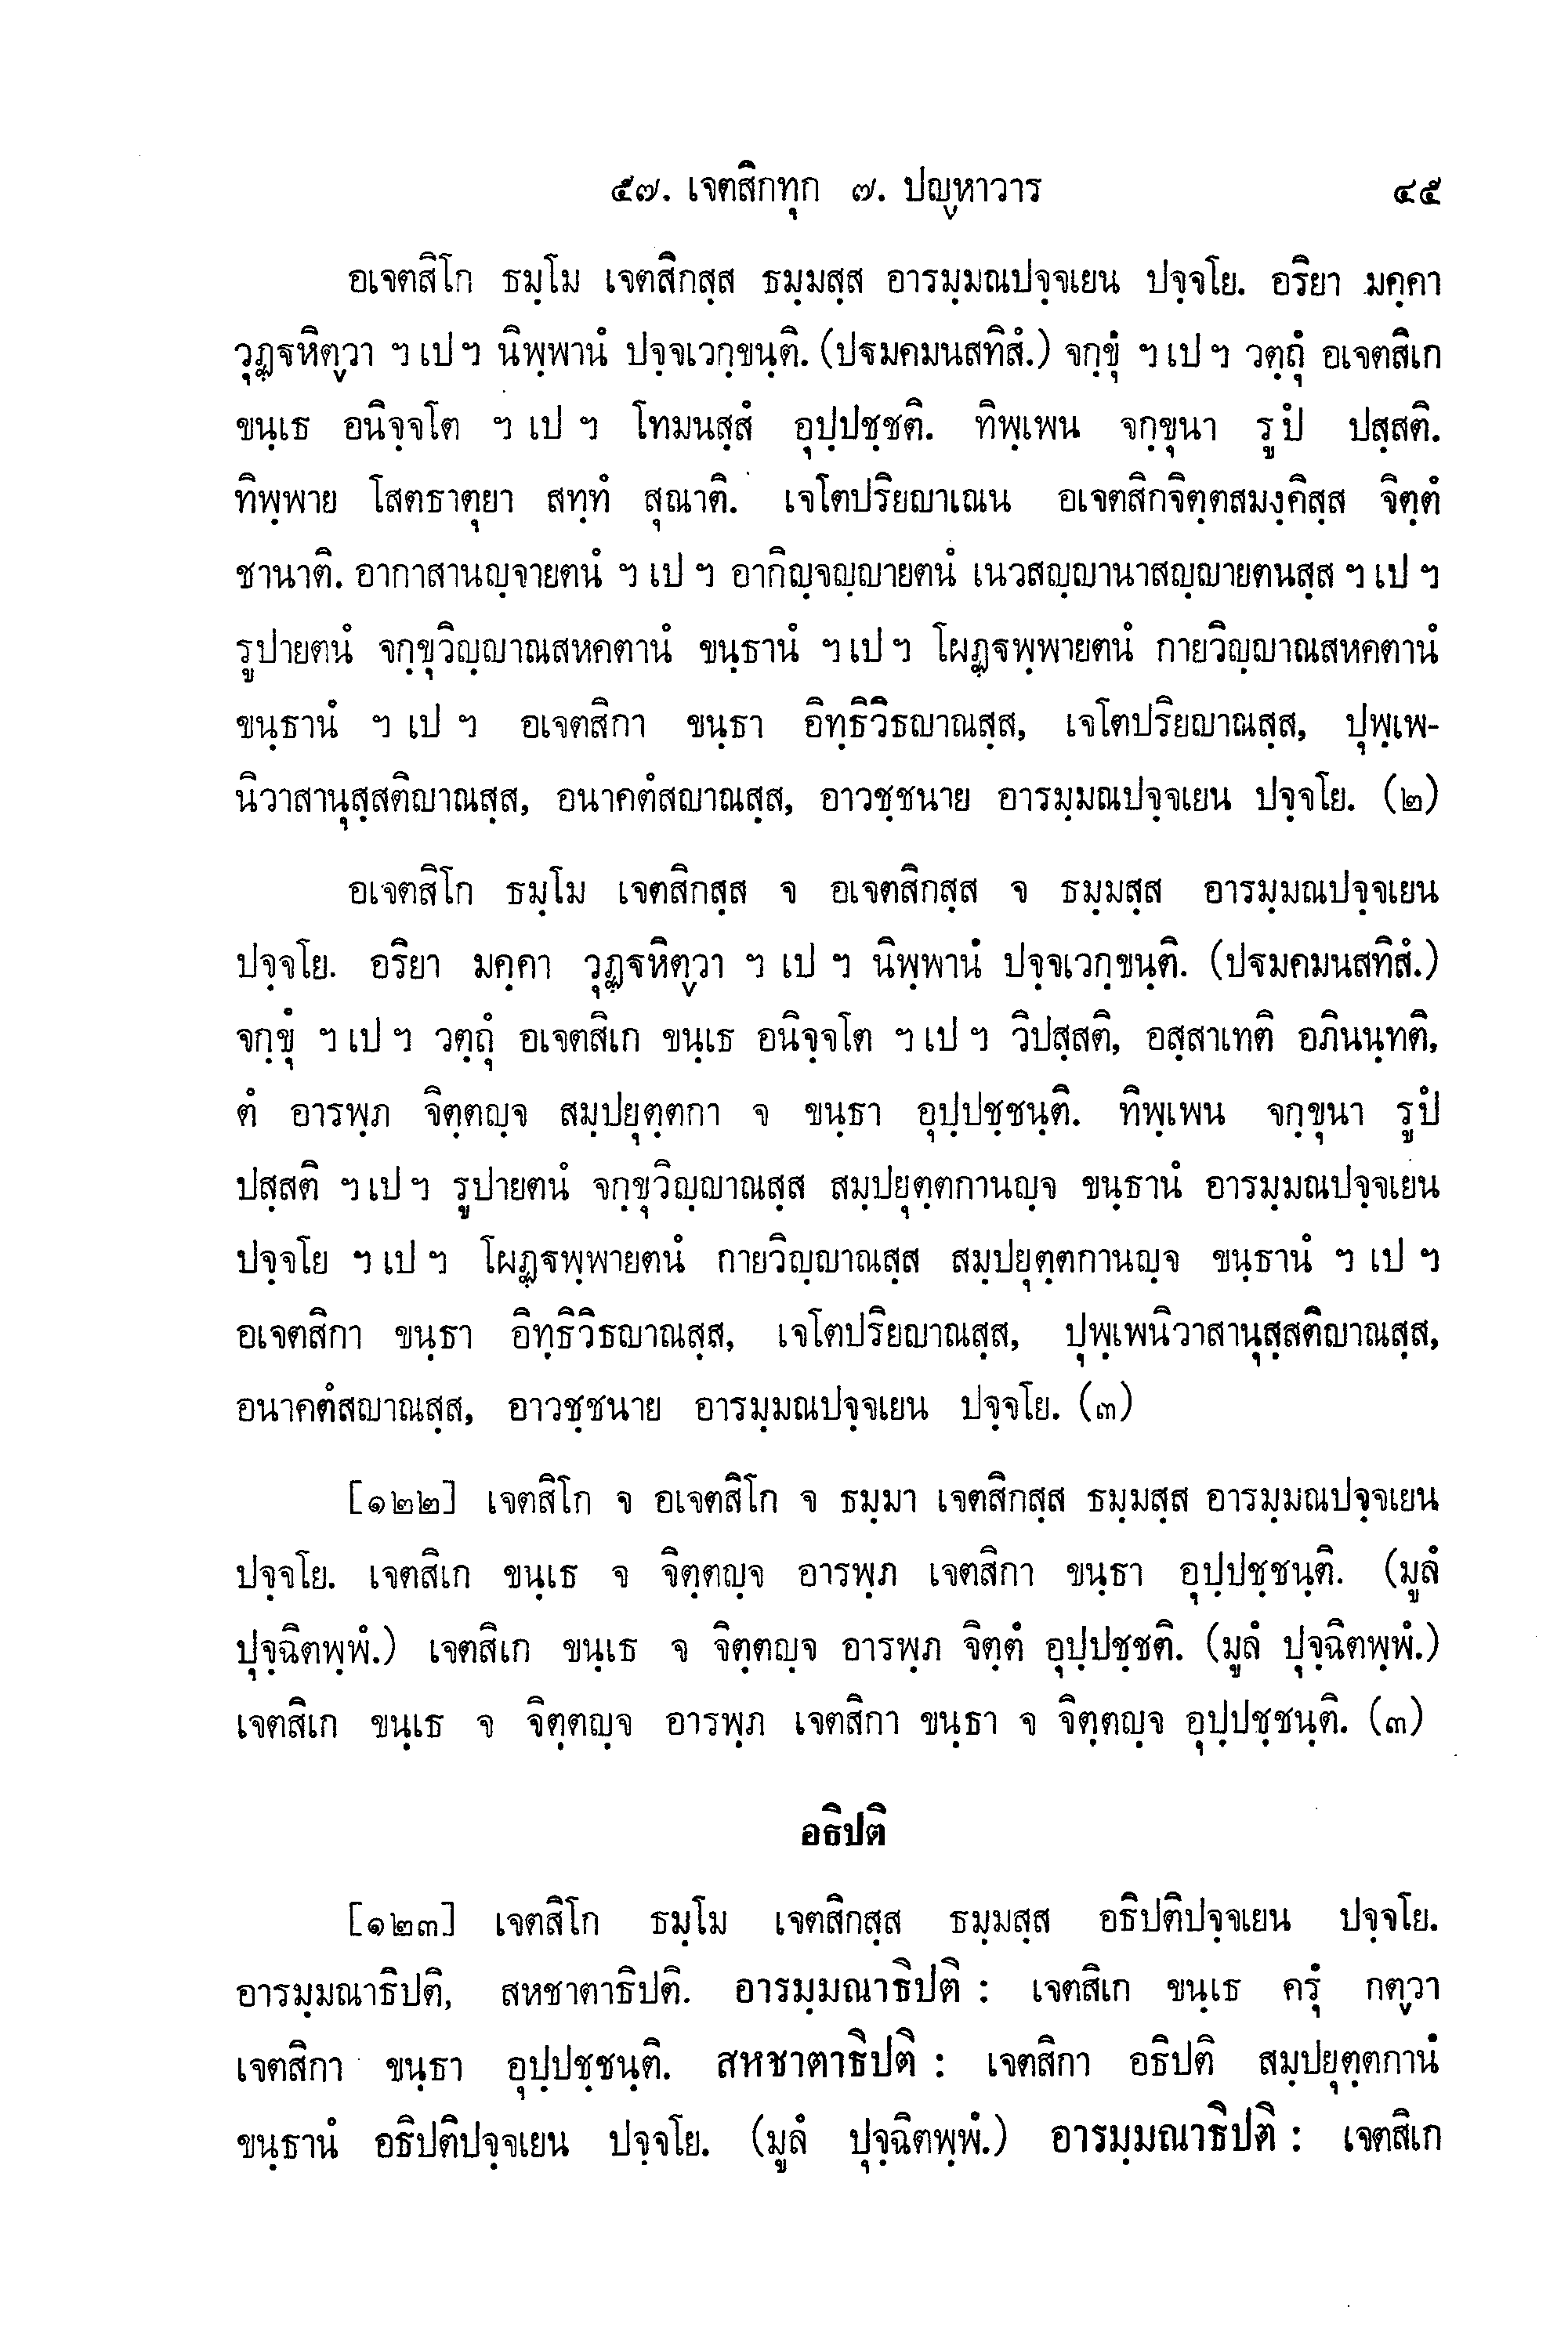 ๕๗. เจตสิกทุก ๗. ปญฺหาวาร ๔๕
อเจตสิโก ธมฺโม เจตสิกสฺส ธมฺมสฺส อารมฺมณปจฺจเยน ปจฺจโย. อริยา มคฺคา
วุฏฺฐหิตฺวา ฯ เป ฯ นิพฺพานํ ปจฺจเวกฺขนฺติ. (ปฐมคมนสทิสํ.) จกฺขุํ ฯ เป ฯ วตฺถุํ อเจตสิเก
ขนฺเธ อนิจฺจโต ฯ เป ฯ โทมนสฺสํ อุปฺปชฺชติ. ทิพฺเพน จกฺขุนา รูปํ ปสฺสติ.
ทิพฺพาย โสตธาตุยา สทฺทํ สุณาติ. เจโตปริยญาเณน อเจตสิกจิตฺตสมงฺคิสฺส จิตฺตํ
ชานาติ. อากาสานญฺจายตนํ ฯ เป ฯ อากิญฺจญฺญายตนํ เนวสญฺญานาสญฺญายตนสฺส ฯ เป ฯ
รูปายตนํ จกฺขุวิญฺญาณสหคตานํ ขนฺธานํ ฯ เป ฯ โผฏฺฐพฺพายตนํ กายวิญฺญาณสหคตานํ
ขนฺธานํ ฯ เป ฯ อเจตสิกา ขนฺธา อิทฺธิวิธญาณสฺส, เจโตปริยญาณสฺส, ปุพฺเพ-
นิวาสานุสฺสติญาณสฺส, อนาคตํสญาณสฺส, อาวชฺชนาย อารมฺมณปจฺจเยน ปจฺจโย. (๒)
อเจตสิโก ธมฺโม เจตสิกสฺส จ อเจตสิกสฺส จ ธมฺมสฺส อารมฺมณปจฺจเยน
ปจฺจโย. อริยา มคฺคา วุฏฺฐหิตฺวา ฯ เป ฯ นิพฺพานํ ปจฺจเวกฺขนฺติ. (ปฐมคมนสทิสํ.)
จกฺขุํ ฯ เป ฯ วตฺถุํ อเจตสิเก ขนฺเธ อนิจฺจโต ฯ เป ฯ วิปสฺสติ, อสฺสาเทติ อภินนฺทติ,
ตํ อารพฺภ จิตฺตญฺจ สมฺปยุตฺตกา จ ขนฺธา อุปฺปชฺชนฺติ. ทิพฺเพน จกฺขุนา รูปํ
ปสฺสติ ฯ เป ฯ รูปายตนํ จกฺขุวิญฺญาณสฺส สมฺปยุตฺตกานญฺจ ขนฺธานํ อารมฺมณปจฺจเยน
ปจฺจโย ฯ เป ฯ โผฏฺฐพฺพายตนํ กายวิญฺญาณสฺส สมฺปยุตฺตกานญฺจ ขนฺธานํ ฯ เป ฯ
อเจตสิกา ขนฺธา อิทฺธิวิธญาณสฺส, เจโตปริยญาณสฺส, ปุพฺเพนิวาสานุสฺสติญาณสฺส,
อนาคตํสญาณสฺส, อาวชฺชนาย อารมฺมณปจฺจเยน ปจฺจโย. (๓)
[๑๒๒] เจตสิโก จ อเจตสิโก จ ธมฺมา เจตสิกสฺส ธมฺมสฺส อารมฺมณปจฺจเยน
ปจฺจโย. เจตสิเก ขนฺเธ จ จิตฺตญฺจ อารพฺภ เจตสิกา ขนฺธา อุปฺปชฺชนฺติ. (มูลํ
ปุจฺฉิตพฺพํ.) เจตสิเก ขนฺเธ จ จิตฺตญฺจ อารพฺภ จิตฺตํ อุปฺปชฺชติ. (มูลํ ปุจฺฉิตพฺพํ.)
เจตสิเก ขนฺเธ จ จิตฺตญฺจ อารพฺภ เจตสิกา ขนฺธา จ จิตฺตญฺจ อุปฺปชฺชนฺติ. (๓)
อธิปติ
[๑๒๓] เจตสิโก ธมฺโม เจตสิกสฺส ธมฺมสฺส อธิปติปจฺจเยน ปจฺจโย.
อารมฺมณาธิปติ, สหชาตาธิปติ. อารมฺมณาธิปติ : เจตสิเก ขนฺเธ ครุํ กตฺวา
เจตสิกา ขนฺธา อุปฺปชฺชนฺติ. สหชาตาธิปติ : เจตสิกา อธิปติ สมฺปยุตฺตกานํ
ขนฺธานํ อธิปติปจฺจเยน ปจฺจโย. (มูลํ ปุจฺฉิตพฺพํ.) อารมฺมณาธิปติ : เจตสิเก